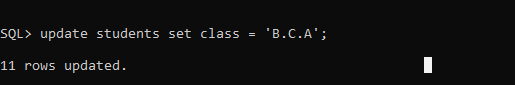 SQL> update students set class = 'B.C.A';
11 rows updated.